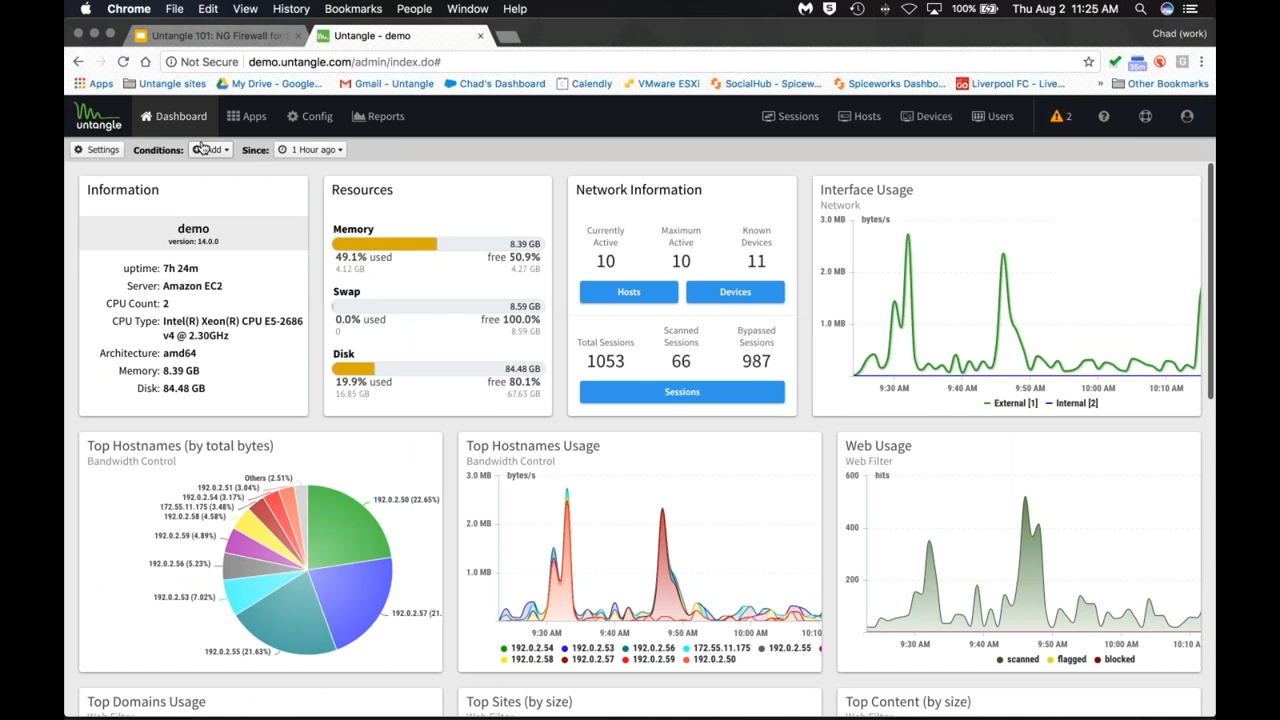 Chrome File Edit View History Bookmarks People Window Help 100% Thu Aug 2 11:25 AM
Untangle 101: NG Firewall for Untangle - demo Chad (work)
Not Secure demo.untangle.com/admin/index.do#
Apps Untangle sites My Drive - Google... Gmail - Untangle Chad's Dashboard Calendly VMware ESXi SocialHub - Spicew... Spiceworks Dashbo... Liverpool FC - Live... » Other Bookmarks
untangle Dashboard Apps Config Reports Sessions Hosts Devices Users 2
Settings Conditions: Add Since: 1 Hour ago
Information
demo
version: 14.0.0
uptime: 7h 24m
Server: Amazon EC2
CPU Count: 2
CPU Type: Intel(R) Xeon(R) CPU E5-2686
v4 @ 2.30GHz
Architecture: amd64
Memory: 8.39 GB
Disk: 84.48 GB
Resources
Memory
8.39 GB
49.1% used free 50.9%
4.12 GB 4.27 GB
Swap
8.59 GB
0.0% used free 100.0%
0 8.59 GB
Disk
84.48 GB
19.9% used free 80.1%
16.85 GB 67.63 GB
Network Information
Currently Maximum Known
Active Active Devices
10 10 11
Hosts Devices
Scanned Bypassed
Total Sessions Sessions Sessions
1053 66 987
Sessions
Interface Usage
Network
3.0 MB bytes/s
2.0 MB
1.0 MB
9:30 AM 9:40 AM 9:50 AM 10:00 AM 10:10 AM
External [1] Internal [2]
Top Hostnames (by total bytes)
Bandwidth Control
Others (2.51%)
192.0.2.51 (3.04%)
192.0.2.54 (3.17%)
172.55.11.175 (3.48%)
192.0.2.58 (4.58%)
192.0.2.59 (4.89%)
192.0.2.56 (5.23%)
192.0.2.53 (7.02%)
192.0.2.55 (21.63%)
192.0.2.50 (22.65%)
192.0.2.57 (21.
Top Hostnames Usage
Bandwidth Control
3.0 MB bytes/s
2.0 MB
1.0 MB
9:30 AM 9:40 AM 9:50 AM 10:00 AM 10:10
192.0.2.54 192.0.2.53 192.0.2.56 172.55.11.175 192.0.2.55
192.0.2.58 192.0.2.57 192.0.2.59 192.0.2.50
Web Usage
Web Filter
600 hits
400
200
9:30 AM 9:40 AM 9:50 AM 10:00 AM 10:10 A
scanned flagged blocked
Top Domains Usage
Top Sites (by size)
Top Content (by size)